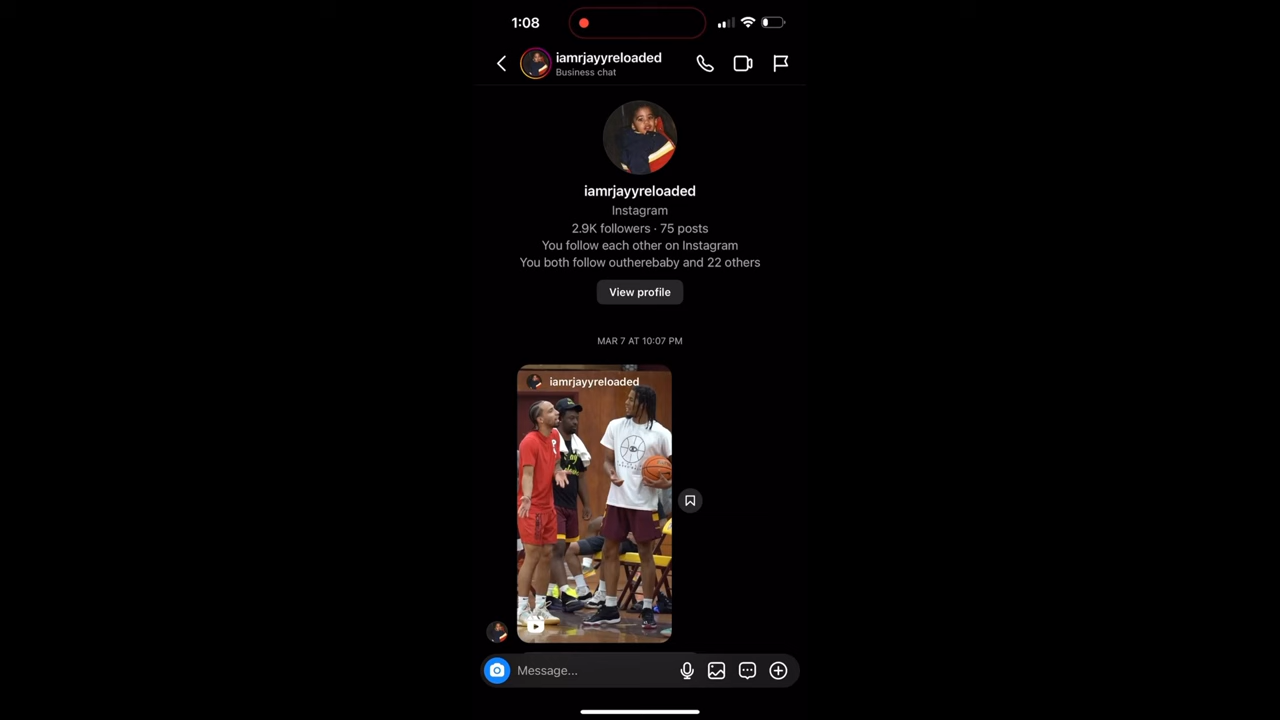 1:08
iamrjayyreloaded
Business chat
iamrjayyreloaded
Instagram
2.9K followers · 75 posts
You follow each other on Instagram
You both follow outherebaby and 22 others
View profile
MAR 7 AT 10:07 PM
iamrjayyreloaded
Message...